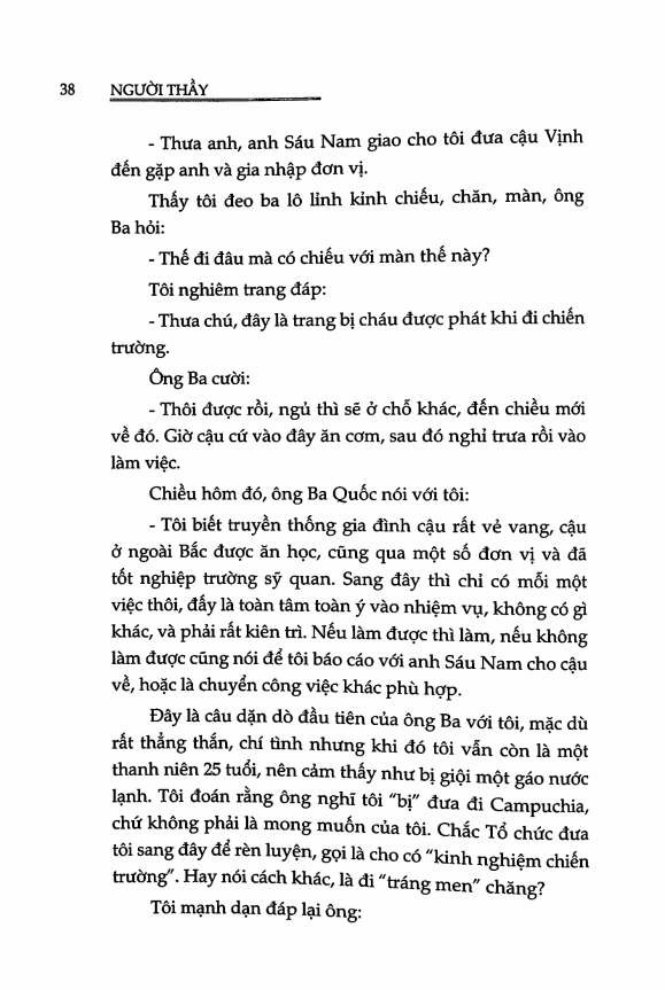 38 NGƯỜI THẦY
- Thưa anh, anh Sáu Nam giao cho tôi đưa cậu Vịnh
đến gặp anh và gia nhập đơn vị.
Thấy tôi đeo ba lô lỉnh kỉnh chiếu, chăn, màn, ông
Ba hỏi:
- Thế đi đâu mà có chiếu với màn thế này?
Tôi nghiêm trang đáp:
- Thưa chú, đây là trang bị cháu được phát khi đi chiến
trường.
Ông Ba cười:
- Thôi được rồi, ngủ thì sẽ ở chỗ khác, đến chiều mới
về đó. Giờ cậu cứ vào đây ăn cơm, sau đó nghỉ trưa rồi vào
làm việc.
Chiều hôm đó, ông Ba Quốc nói với tôi:
- Tôi biết truyền thống gia đình cậu rất vẻ vang, cậu
ở ngoài Bắc được ăn học, cũng qua một số đơn vị và đã
tốt nghiệp trường sỹ quan. Sang đây thì chỉ có mỗi một
việc thôi, đấy là toàn tâm toàn ý vào nhiệm vụ, không có gì
khác, và phải rất kiên trì. Nếu làm được thì làm, nếu không
làm được cũng nói để tôi báo cáo với anh Sáu Nam cho cậu
về, hoặc là chuyển công việc khác phù hợp.
Đây là câu dặn dò đầu tiên của ông Ba với tôi, mặc dù
rất thẳng thắn, chí tình nhưng khi đó tôi vẫn còn là một
thanh niên 25 tuổi, nên cảm thấy như bị giội một gáo nước
lạnh. Tôi đoán rằng ông nghĩ tôi "bị" đưa đi Campuchia,
chứ không phải là mong muốn của tôi. Chắc Tổ chức đưa
tôi sang đây để rèn luyện, gọi là cho có "kinh nghiệm chiến
trường". Hay nói cách khác, là đi "tráng men" chăng?
Tôi mạnh dạn đáp lại ông: